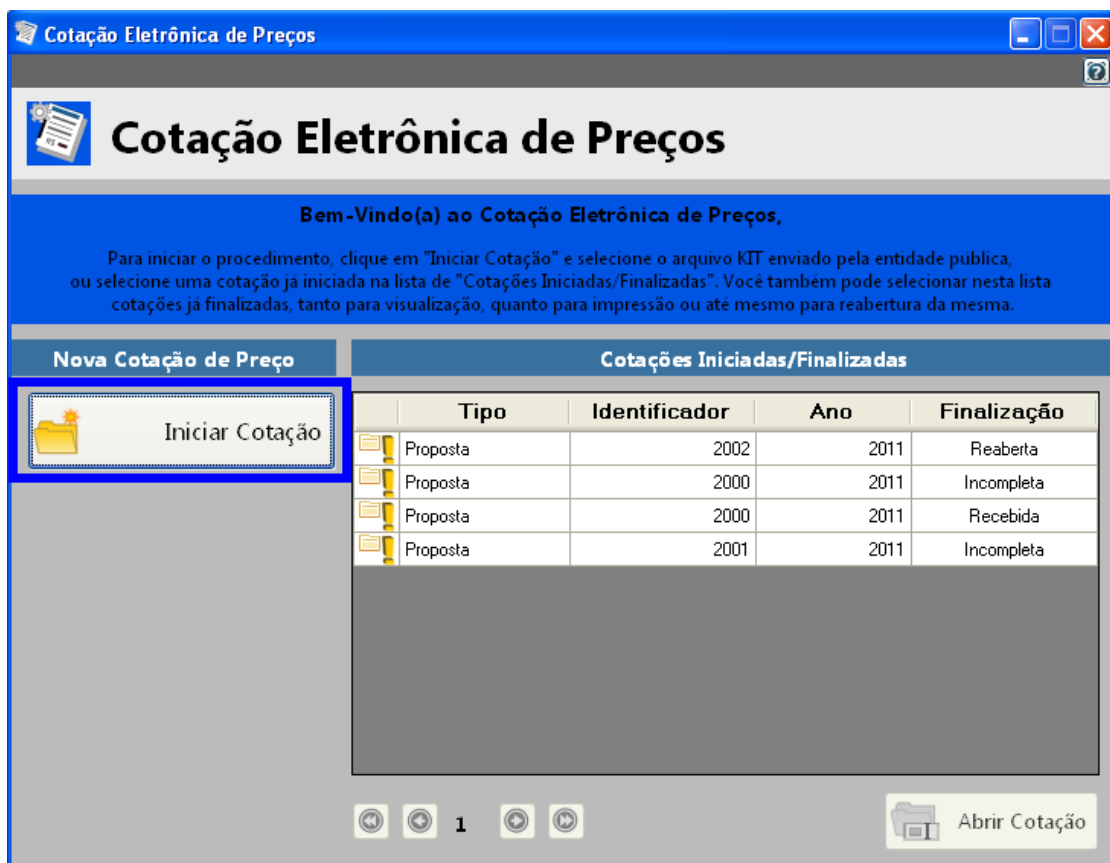 Cotação Eletrônica de Preços
Cotação Eletrônica de Preços
Bem-Vindo(a) ao Cotação Eletrônica de Preços,
Para iniciar o procedimento, clique em "Iniciar Cotação" e selecione o arquivo KIT enviado pela entidade pública,
ou selecione uma cotação já iniciada na lista de "Cotações Iniciadas/Finalizadas". Você também pode selecionar nesta lista
cotações já finalizadas, tanto para visualização, quanto para impressão ou até mesmo para reabertura da mesma.
Nova Cotação de Preço
Iniciar Cotação
Cotações Iniciadas/Finalizadas
Tipo Identificador Ano Finalização
Proposta 2002 2011 Reaberta
Proposta 2000 2011 Incompleta
Proposta 2000 2011 Recebida
Proposta 2001 2011 Incompleta
1
Abrir Cotação